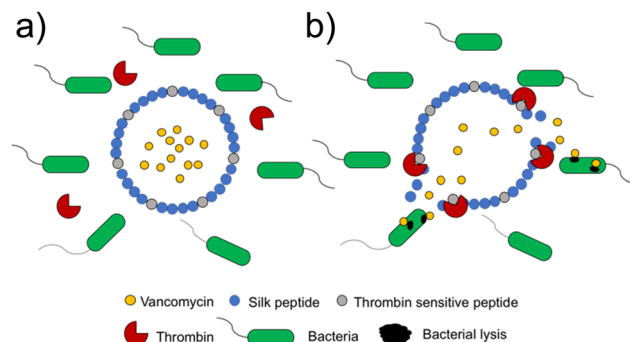 a) b)
Vancomycin Silk peptide Thrombin sensitive peptide
Thrombin Bacteria Bacterial lysis